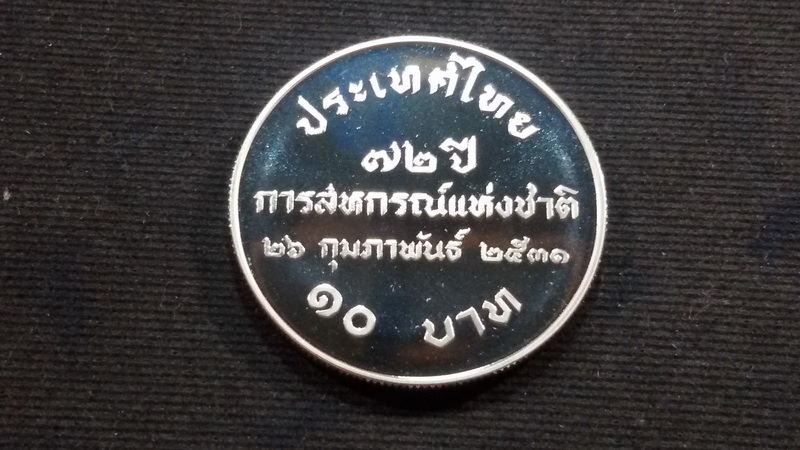 ประเทศไทย
๗๒ ปี
การสหกรณ์แห่งชาติ
๒๖ กุมภาพันธ์ ๒๕๓๑
๑๐ บาท